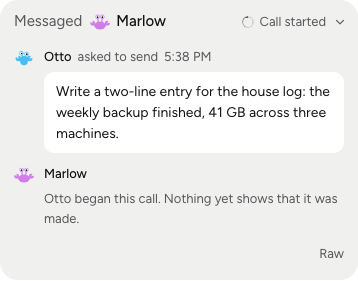 Messaged Marlow Call started
Otto asked to send 5:38 PM
Write a two-line entry for the house log: the
weekly backup finished, 41 GB across three
machines.
Marlow
Otto began this call. Nothing yet shows that it was
made.
Raw